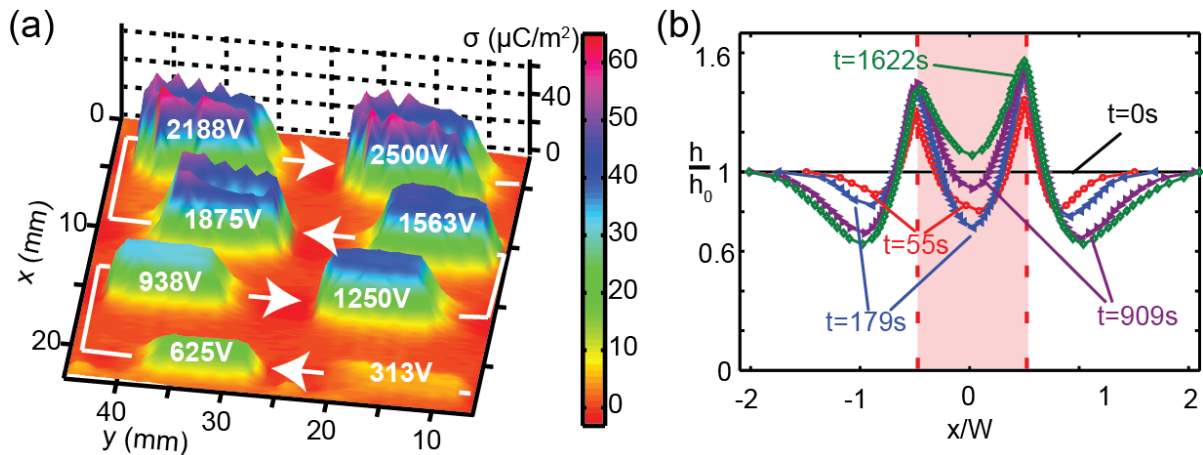 (a)
σ (μC/m²)
60
50
40
30
20
10
0
40
0
0
10
20
x (mm)
40
30
20
10
y (mm)
2188V
2500V
1875V
1563V
938V
1250V
625V
313V
(b)
1.6
1
0.6
0
h
h₀
t=1622s
t=0s
t=55s
t=179s
t=909s
-2
-1
0
1
2
x/W